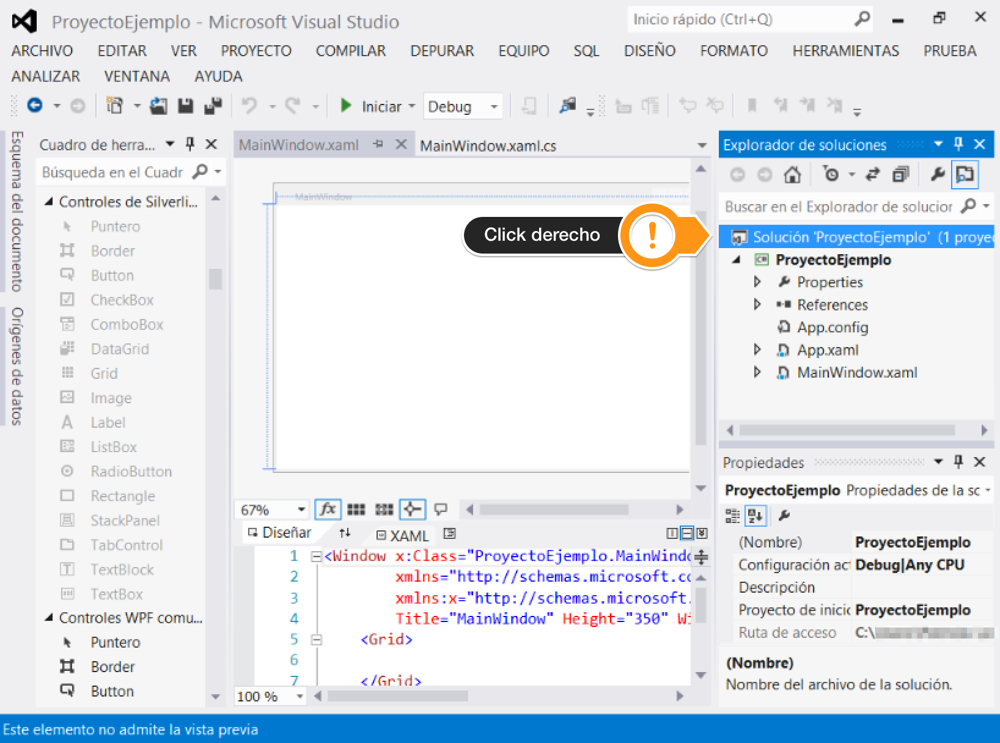 ProyectoEjemplo - Microsoft Visual Studio
Inicio rápido (Ctrl+Q)
ARCHIVO EDITAR VER PROYECTO COMPILAR DEPURAR EQUIPO SQL DISEÑO FORMATO HERRAMIENTAS PRUEBA
ANALIZAR VENTANA AYUDA
Iniciar Debug
Esquema del documento
Orígenes de datos
Cuadro de herra...
Búsqueda en el Cuadr
Controles de Silverli...
Puntero
Border
Button
CheckBox
ComboBox
DataGrid
Grid
Image
Label
ListBox
RadioButton
Rectangle
StackPanel
TabControl
TextBlock
TextBox
Controles WPF comu...
Puntero
Border
Button
MainWindow.xaml MainWindow.xaml.cs
MainWindow
Click derecho
67%
Diseñar XAML
1 <Window x:Class="ProyectoEjemplo.MainWindo
2 xmlns="http://schemas.microsoft.co
3 xmlns:x="http://schemas.microsoft.
4 Title="MainWindow" Height="350" Wi
5 <Grid>
6
7 </Grid>
100 %
Explorador de soluciones
Buscar en el Explorador de solucior
Solución 'ProyectoEjemplo' (1 proyec
ProyectoEjemplo
Properties
References
App.config
App.xaml
MainWindow.xaml
Propiedades
ProyectoEjemplo Propiedades de la sc
(Nombre) ProyectoEjemplo
Configuración act Debug|Any CPU
Descripción
Proyecto de inicio ProyectoEjemplo
Ruta de acceso C:\
(Nombre)
Nombre del archivo de la solución.
Este elemento no admite la vista previa